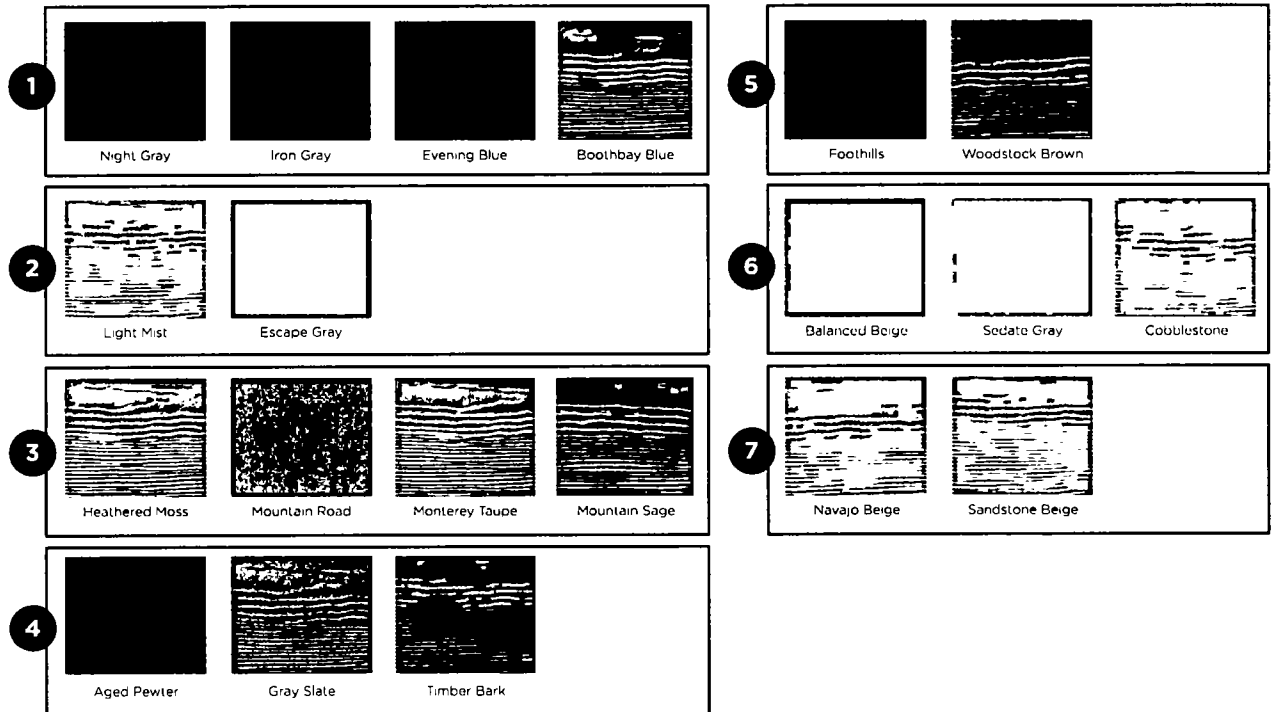 1
Night Gray
Iron Gray
Evening Blue
Boothbay Blue
2
Light Mist
Escape Gray
3
Heathered Moss
Mountain Road
Monterey Taupe
Mountain Sage
4
Aged Pewter
Gray Slate
Timber Bark
5
Foothills
Woodstock Brown
6
Balanced Beige
Sedate Gray
Cobblestone
7
Navajo Beige
Sandstone Beige